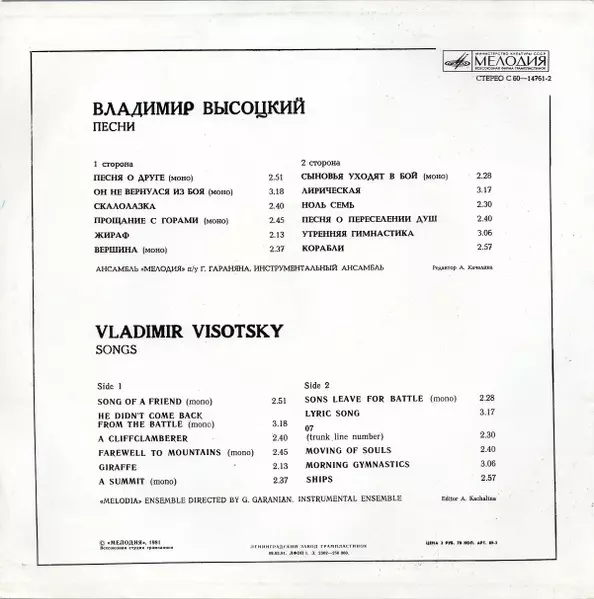 МИНИСТЕРСТВО КУЛЬТУРЫ СССР
МЕЛОДИЯ
ВСЕСОЮЗНАЯ ФИРМА ГРАМПЛАСТИНОК
СТЕРЕО С 60—14761-2
ВЛАДИМИР ВЫСОЦКИЙ
ПЕСНИ
1 сторона
ПЕСНЯ О ДРУГЕ (моно) 2.51
ОН НЕ ВЕРНУЛСЯ ИЗ БОЯ (моно) 3.18
СКАЛОЛАЗКА 2.40
ПРОЩАНИЕ С ГОРАМИ (моно) 2.45
ЖИРАФ 2.13
ВЕРШИНА (моно) 2.37
2 сторона
СЫНОВЬЯ УХОДЯТ В БОЙ (моно) 2.28
ЛИРИЧЕСКАЯ 3.17
НОЛЬ СЕМЬ 2.30
ПЕСНЯ О ПЕРЕСЕЛЕНИИ ДУШ 2.40
УТРЕННЯЯ ГИМНАСТИКА 3.06
КОРАБЛИ 2.57
АНСАМБЛЬ «МЕЛОДИЯ» п/у Г. ГАРАНЯНА, ИНСТРУМЕНТАЛЬНЫЙ АНСАМБЛЬ
Редактор А. Качалина
VLADIMIR VISOTSKY
SONGS
Side 1
SONG OF A FRIEND (mono) 2.51
HE DIDN'T COME BACK
FROM THE BATTLE (mono) 3.18
A CLIFFCLAMBERER 2.40
FAREWELL TO MOUNTAINS (mono) 2.45
GIRAFFE 2.13
A SUMMIT (mono) 2.37
Side 2
SONS LEAVE FOR BATTLE (mono) 2.28
LYRIC SONG 3.17
07
(trunk line number) 2.30
MOVING OF SOULS 2.40
MORNING GYMNASTICS 3.06
SHIPS 2.57
«MELODIA» ENSEMBLE DIRECTED BY G. GARANIAN. INSTRUMENTAL ENSEMBLE
Editor A. Kachalina
© «МЕЛОДИЯ», 1981
Всесоюзная студия грамзаписи
ЛЕНИНГРАДСКИЙ ЗАВОД ГРАМПЛАСТИНОК
ЦЕНА 2 РУБ.